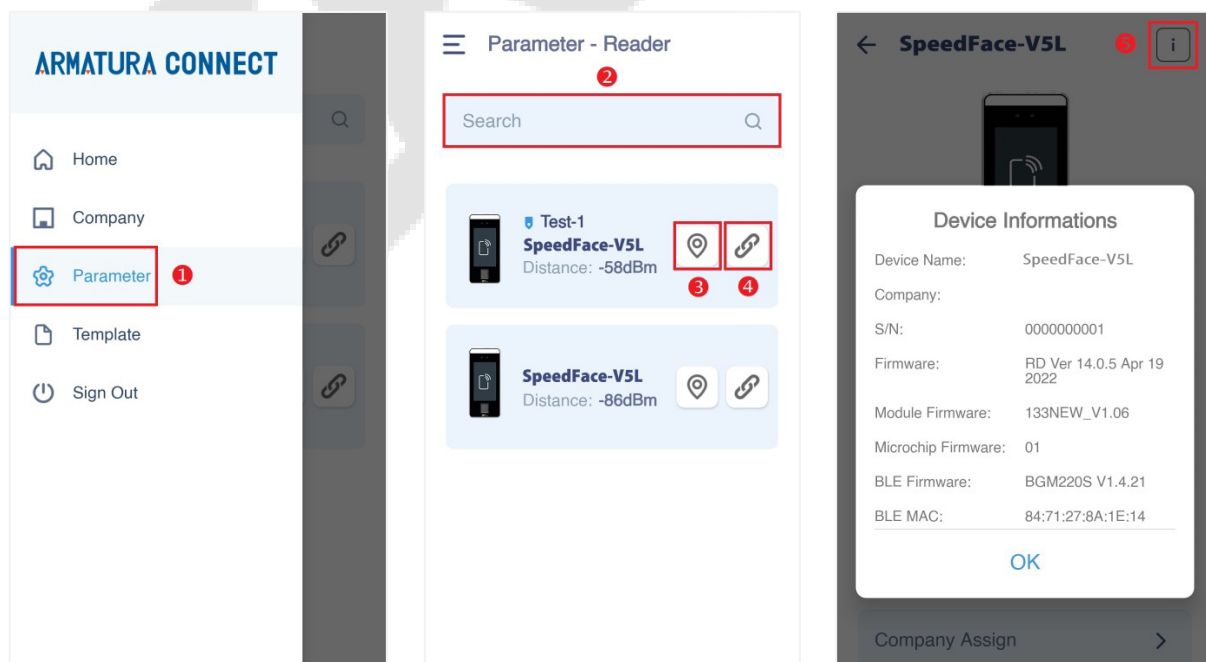 ARMATURA CONNECT
Home
Company
Parameter 1
Template
Sign Out
Parameter - Reader
2
Search
Test-1
SpeedFace-V5L
Distance: -58dBm
3 4
SpeedFace-V5L
Distance: -86dBm
SpeedFace-V5L 5 i
Device Informations
Device Name: SpeedFace-V5L
Company:
S/N: 0000000001
Firmware: RD Ver 14.0.5 Apr 19
2022
Module Firmware: 133NEW_V1.06
Microchip Firmware: 01
BLE Firmware: BGM220S V1.4.21
BLE MAC: 84:71:27:8A:1E:14
OK
Company Assign